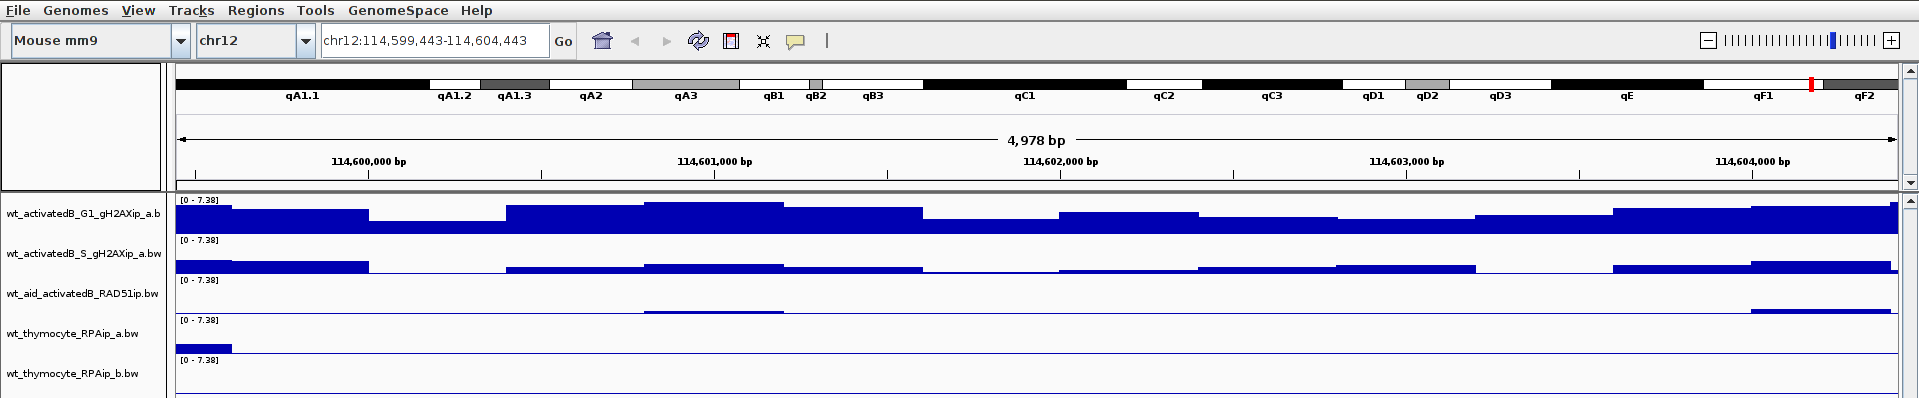 File Genomes View Tracks Regions Tools GenomeSpace Help
Mouse mm9 chr12 chr12:114,599,443-114,604,443 Go
qA1.1 qA1.2 qA1.3 qA2 qA3 qB1 qB2 qB3 qC1 qC2 qC3 qD1 qD2 qD3 qE qF1 qF2
4,978 bp
114,600,000 bp 114,601,000 bp 114,602,000 bp 114,603,000 bp 114,604,000 bp
[0 - 7.38]
wt_activatedB_G1_gH2AXip_a.b
[0 - 7.38]
wt_activatedB_S_gH2AXip_a.bw
[0 - 7.38]
wt_aid_activatedB_RAD51ip.bw
[0 - 7.38]
wt_thymocyte_RPAip_a.bw
[0 - 7.38]
wt_thymocyte_RPAip_b.bw